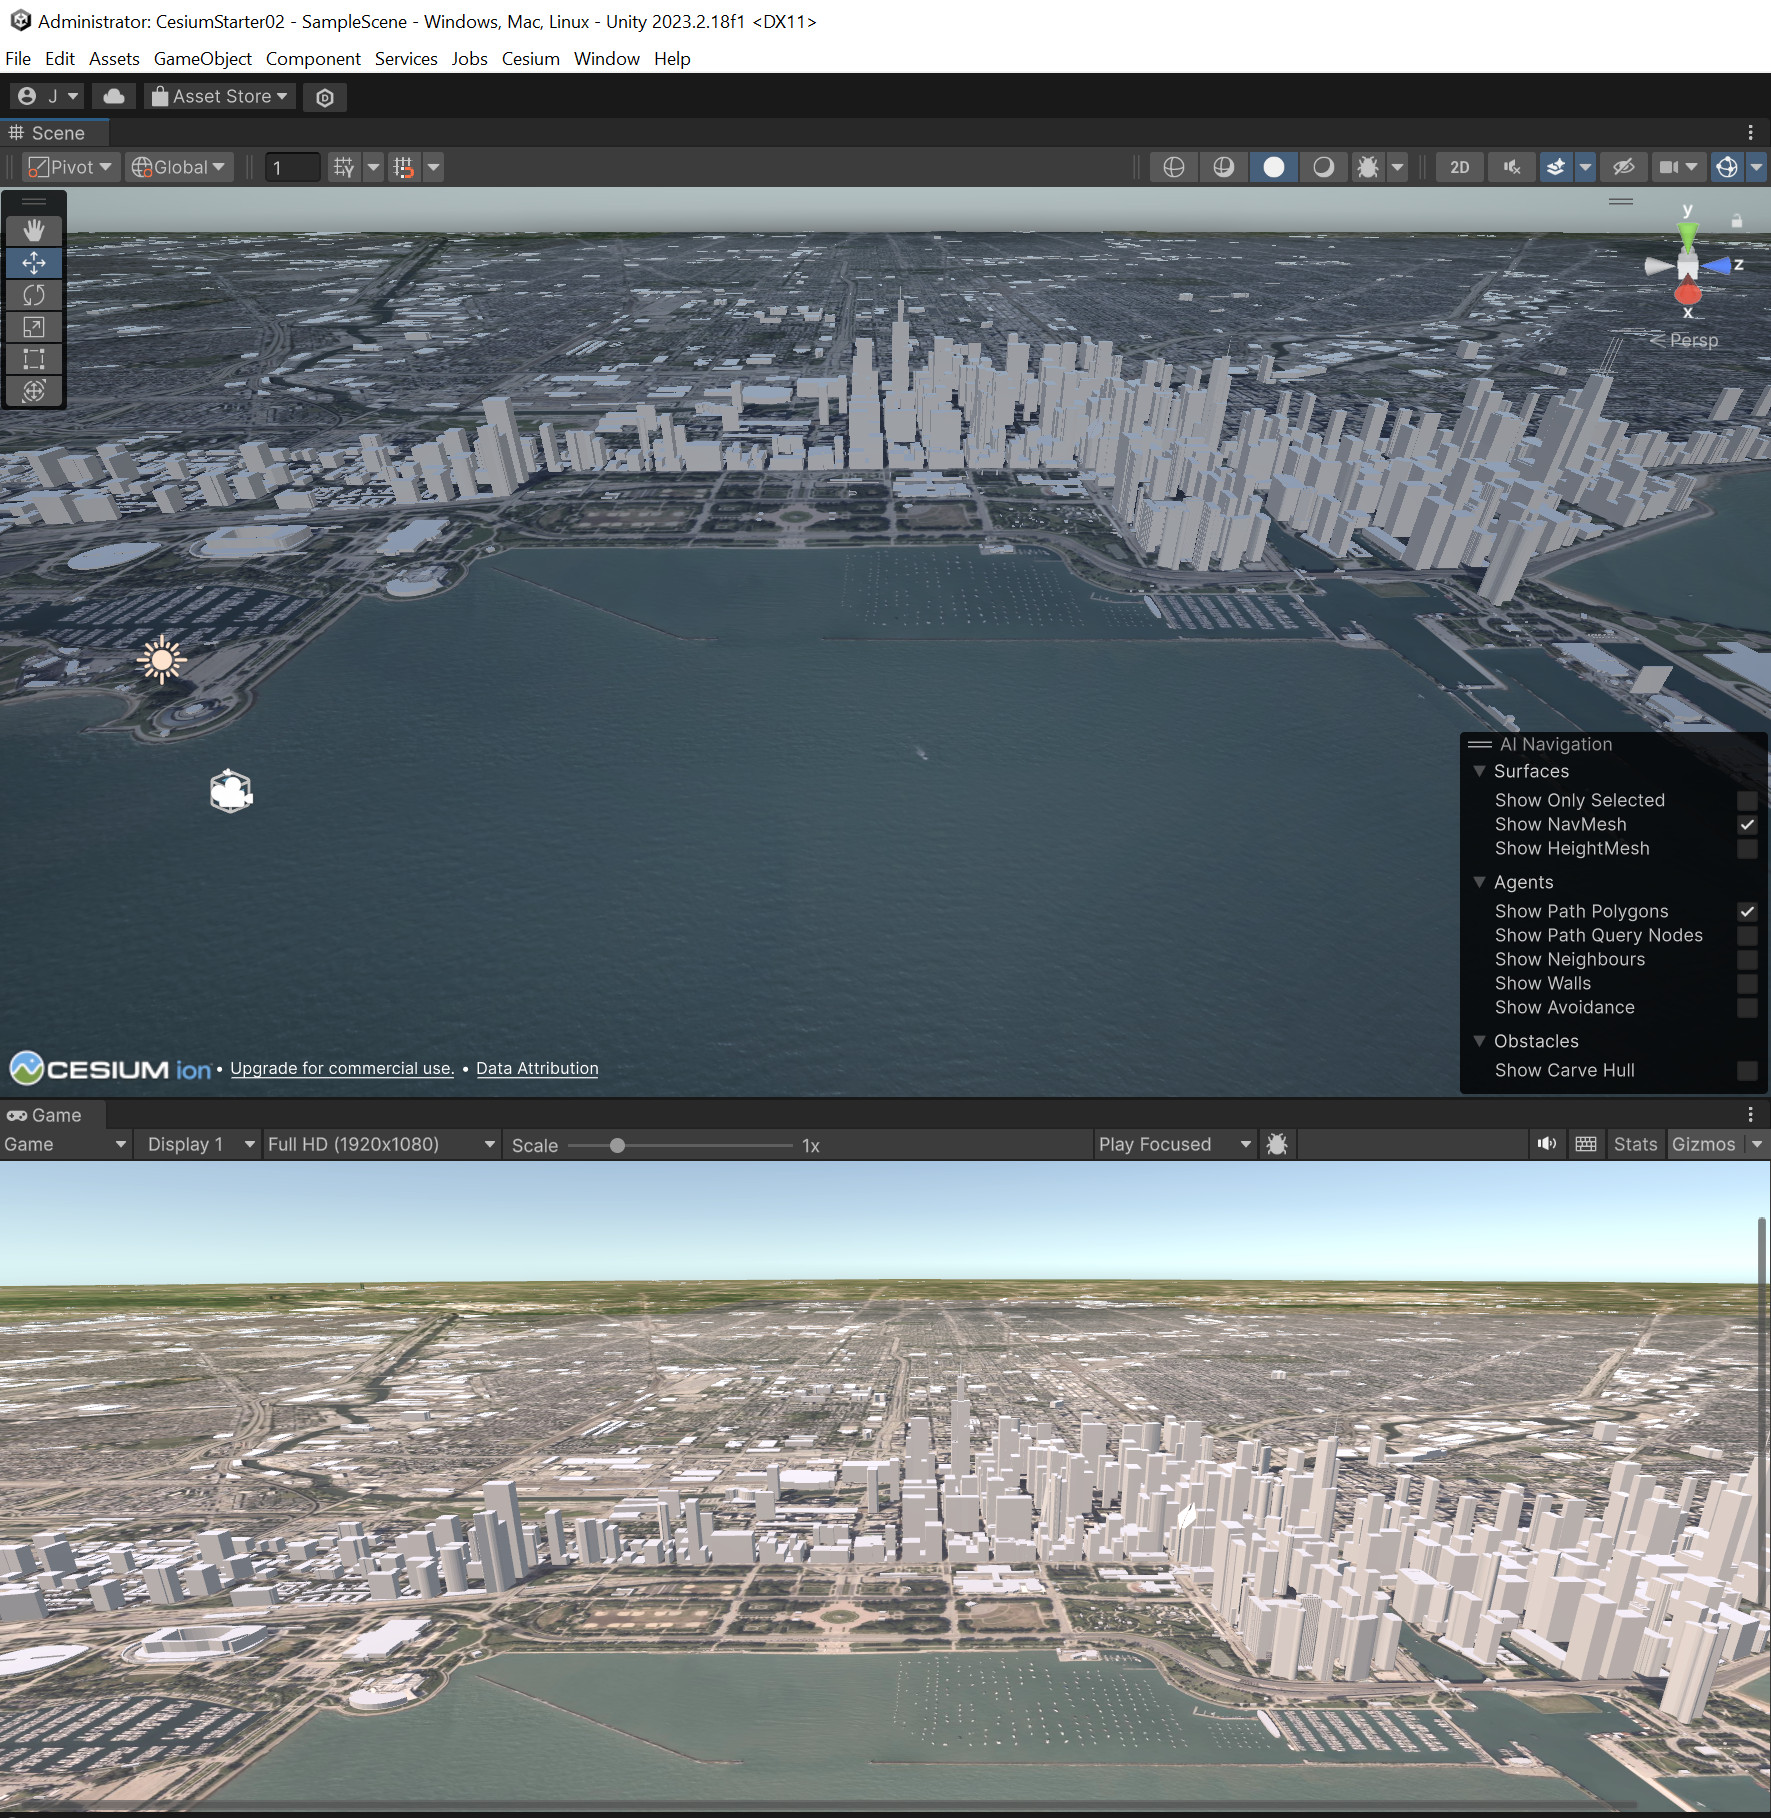 Administrator: CesiumStarter02 - SampleScene - Windows, Mac, Linux - Unity 2023.2.18f1 <DX11>
File Edit Assets GameObject Component Services Jobs Cesium Window Help
J Asset Store
Scene
Pivot Global 1 2D
y
z
x
Persp
AI Navigation
Surfaces
Show Only Selected
Show NavMesh
Show HeightMesh
Agents
Show Path Polygons
Show Path Query Nodes
Show Neighbours
Show Walls
Show Avoidance
Obstacles
Show Carve Hull
CESIUM ion • Upgrade for commercial use. • Data Attribution
Game
Game Display 1 Full HD (1920x1080) Scale 1x Play Focused Stats Gizmos